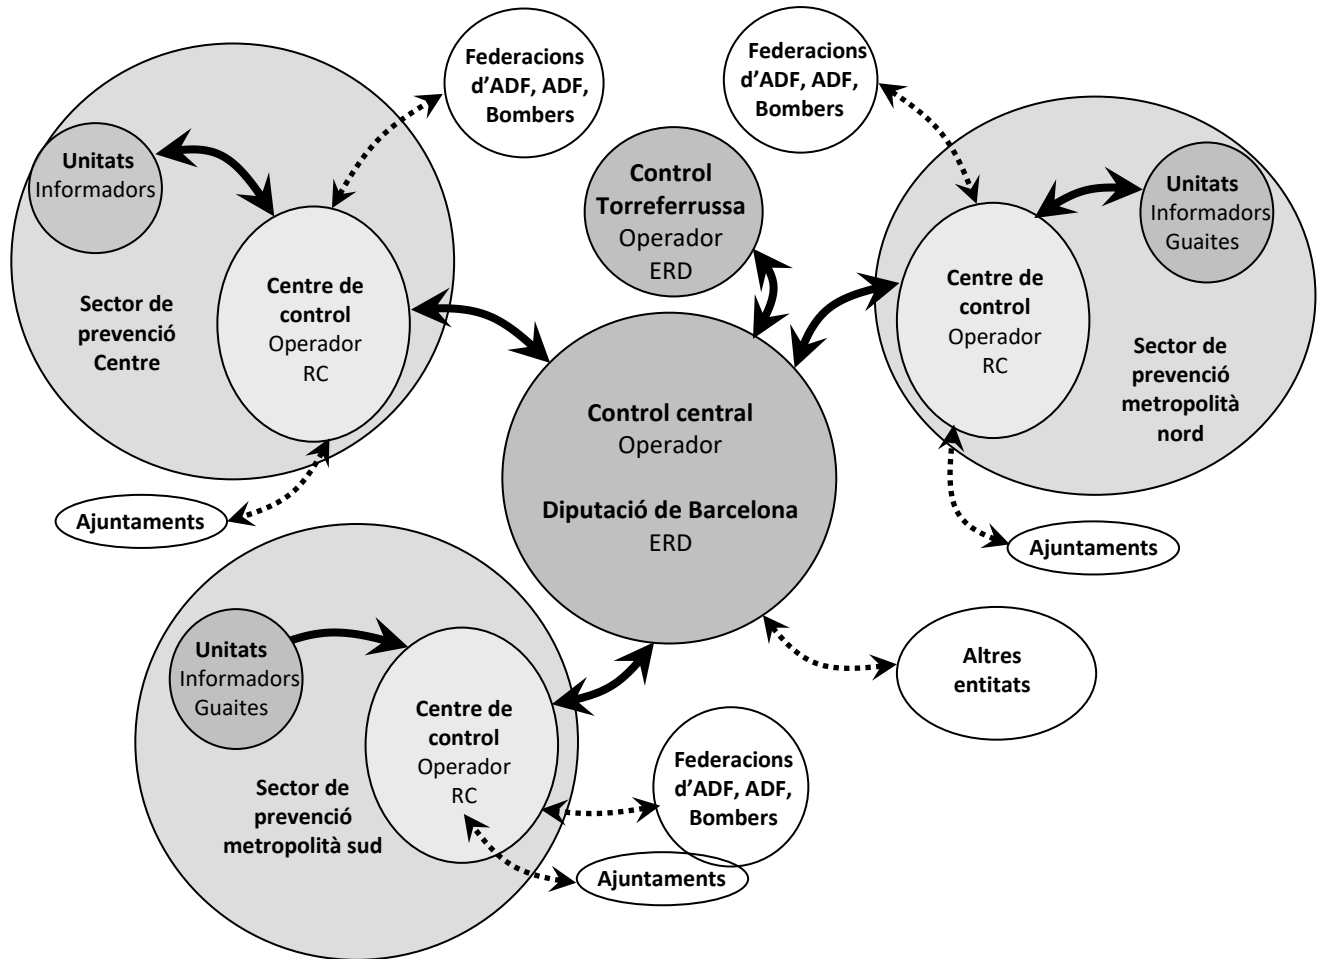 Federacions
d’ADF, ADF,
Bombers
Federacions
d’ADF, ADF,
Bombers
Unitats
Informadors
Control
Torreferrussa
Operador
ERD
Unitats
Informadors
Guaites
Centre de
control
Operador
RC
Sector de
prevenció
Centre
Centre de
control
Operador
RC
Sector de
prevenció
metropolità
nord
Control central
Operador
Diputació de Barcelona
ERD
Ajuntaments
Ajuntaments
Unitats
Informadors
Guaites
Altres
entitats
Centre de
control
Operador
RC
Sector de
prevenció
metropolità sud
Federacions
d’ADF, ADF,
Bombers
Ajuntaments